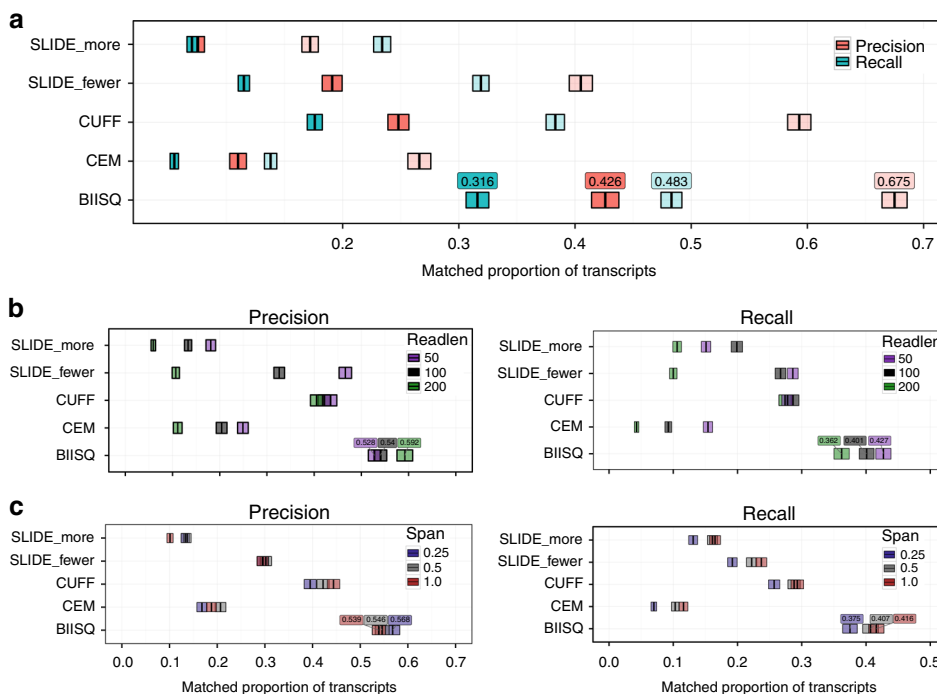 a
SLIDE_more
SLIDE_fewer
CUFF
CEM
BIISQ
Precision
Recall
0.316
0.426
0.483
0.675
0.2
0.3
0.4
0.5
0.6
0.7
Matched proportion of transcripts
b
Precision
SLIDE_more
SLIDE_fewer
CUFF
CEM
BIISQ
Readlen
50
100
200
0.528
0.54
0.592
Recall
SLIDE_more
SLIDE_fewer
CUFF
CEM
BIISQ
Readlen
50
100
200
0.362
0.401
0.427
c
Precision
SLIDE_more
SLIDE_fewer
CUFF
CEM
BIISQ
Span
0.25
0.5
1.0
0.539
0.546
0.568
0.0
0.1
0.2
0.3
0.4
0.5
0.6
0.7
Matched proportion of transcripts
Recall
SLIDE_more
SLIDE_fewer
CUFF
CEM
BIISQ
Span
0.25
0.5
1.0
0.375
0.407
0.416
0.0
0.1
0.2
0.3
0.4
0.5
Matched proportion of transcripts